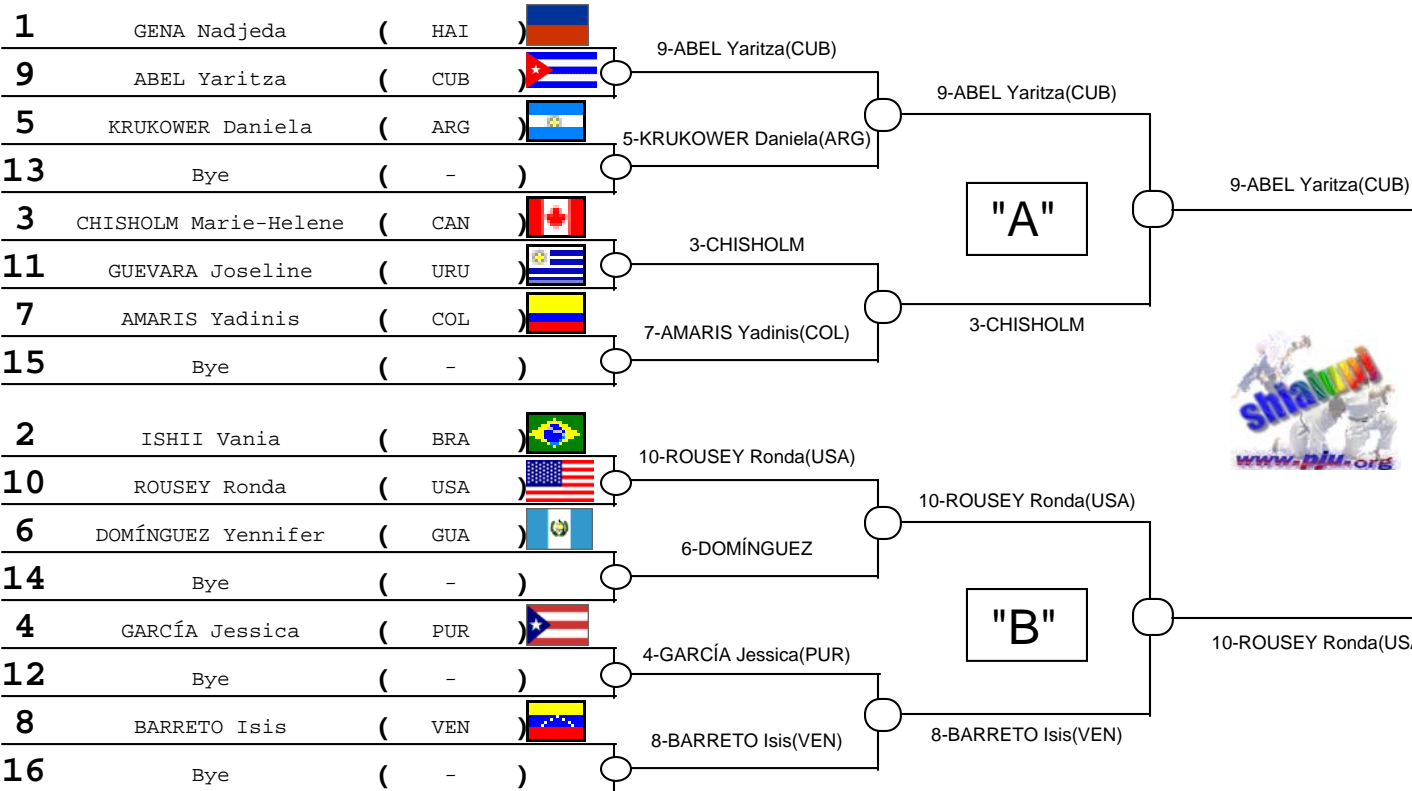 1 GENA Nadjeda ( HAI )
9 ABEL Yaritza ( CUB )
5 KRUKOWER Daniela ( ARG )
13 Bye ( - )
3 CHISHOLM Marie-Helene ( CAN )
11 GUEVARA Joseline ( URU )
7 AMARIS Yadinis ( COL )
15 Bye ( - )
2 ISHII Vania ( BRA )
10 ROUSEY Ronda ( USA )
6 DOMÍNGUEZ Yennifer ( GUA )
14 Bye ( - )
4 GARCÍA Jessica ( PUR )
12 Bye ( - )
8 BARRETO Isis ( VEN )
16 Bye ( - )
9-ABEL Yaritza(CUB)
5-KRUKOWER Daniela(ARG)
3-CHISHOLM
7-AMARIS Yadinis(COL)
10-ROUSEY Ronda(USA)
6-DOMÍNGUEZ
4-GARCÍA Jessica(PUR)
8-BARRETO Isis(VEN)
9-ABEL Yaritza(CUB)
"A"
3-CHISHOLM
10-ROUSEY Ronda(USA)
"B"
8-BARRETO Isis(VEN)
9-ABEL Yaritza(CUB)
www.pju.org
10-ROUSEY Ronda(US